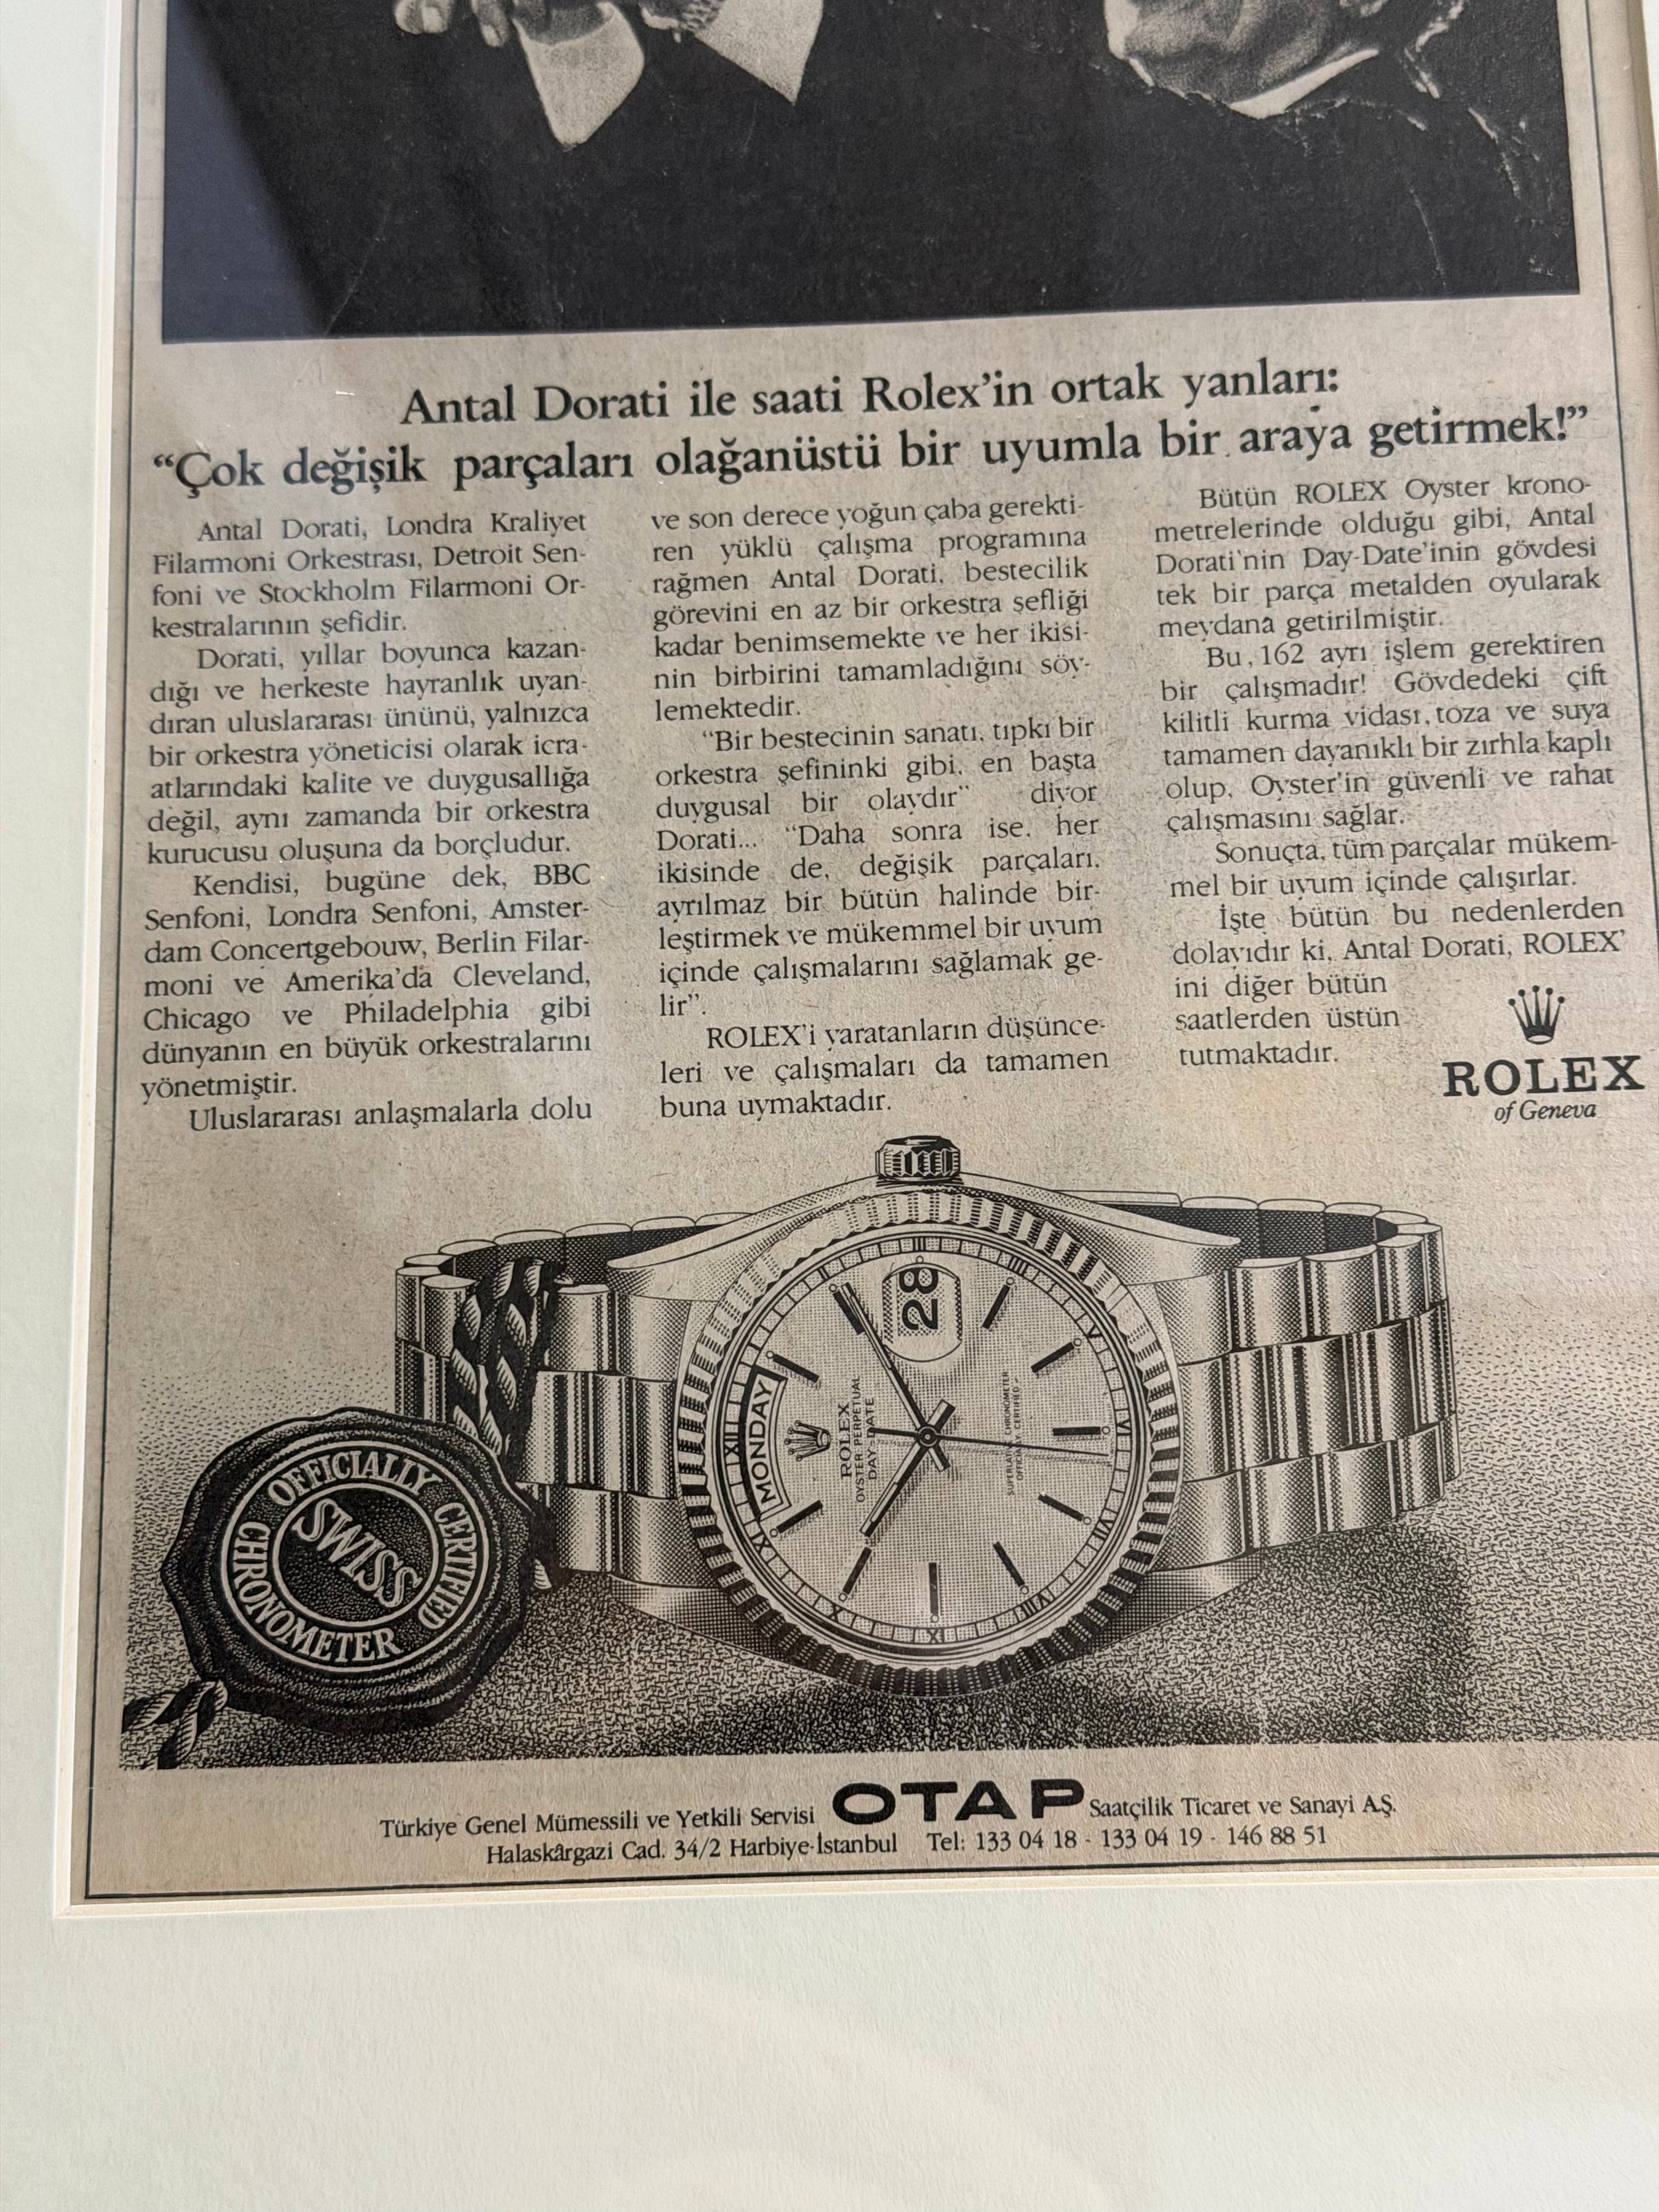 Antal Dorati ile saati Rolex'in ortak yanları:
“Çok değişik parçaları olağanüstü bir uyumla bir araya getirmek!”
Antal Dorati, Londra Kraliyet
Filarmoni Orkestrası, Detroit Sen-
foni ve Stockholm Filarmoni Or-
kestralarının şefidir.
Dorati, yıllar boyunca kazan-
dığı ve herkeste hayranlık uyan-
dıran uluslararası ününü, yalnızca
bir orkestra yöneticisi olarak icra-
atlarındaki kalite ve duygusallığa
değil, aynı zamanda bir orkestra
kurucusu oluşuna da borçludur.
Kendisi, bugüne dek, BBC
Senfoni, Londra Senfoni, Amster-
dam Concertgebouw, Berlin Filar-
moni ve Amerika'da Cleveland,
Chicago ve Philadelphia gibi
dünyanın en büyük orkestralarını
yönetmiştir.
Uluslararası anlaşmalarla dolu
ve son derece yoğun çaba gerekti-
ren yüklü çalışma programına
rağmen Antal Dorati, bestecilik
görevini en az bir orkestra şefliği
kadar benimsemekte ve her ikisi-
nin birbirini tamamladığını söy-
lemektedir.
“Bir bestecinin sanatı, tıpkı bir
orkestra şefininki gibi, en başta
duygusal bir olaydır” diyor
Dorati... “Daha sonra ise, her
ikisinde de, değişik parçaları,
ayrılmaz bir bütün halinde bir-
leştirmek ve mükemmel bir uyum
içinde çalışmalarını sağlamak ge-
lir”.
ROLEX'i yaratanların düşünce-
leri ve çalışmaları da tamamen
buna uymaktadır.
Bütün ROLEX Oyster krono-
metrelerinde olduğu gibi, Antal
Dorati'nin Day-Date'inin gövdesi
tek bir parça metalden oyularak
meydana getirilmiştir.
Bu, 162 ayrı işlem gerektiren
bir çalışmadır! Gövdedeki çift
kilitli kurma vidası, toza ve suya
tamamen dayanıklı bir zırhla kaplı
olup, Oyster'in güvenli ve rahat
çalışmasını sağlar.
Sonuçta, tüm parçalar mükem-
mel bir uyum içinde çalışırlar.
İşte bütün bu nedenlerden
dolayıdır ki, Antal Dorati, ROLEX'
ini diğer bütün
saatlerden üstün
tutmaktadır.
ROLEX
of Geneva
28
MONDAY
ROLEX
OYSTER PERPETUAL
DAY-DATE
SUPERLATIVE CHRONOMETER
OFFICIALLY CERTIFIED
OFFICIALLY CERTIFIED
SWISS
CHRONOMETER
Türkiye Genel Mümessili ve Yetkili Servisi OTAP Saatçilik Ticaret ve Sanayi A.Ş.
Halaskârgazi Cad. 34/2 Harbiye-İstanbul Tel: 133 04 18 - 133 04 19 - 146 88 51